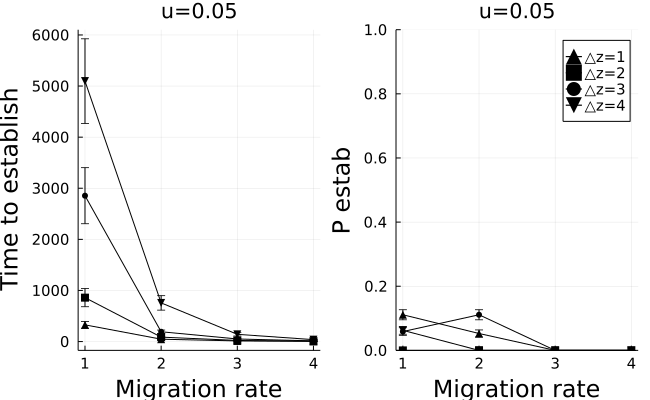 u=0.05
Time to establish
6000
5000
4000
3000
2000
1000
0
1 2 3 4
Migration rate
u=0.05
P estab
1.0
0.8
0.6
0.4
0.2
0.0
1 2 3 4
Migration rate
△z=1
△z=2
△z=3
△z=4